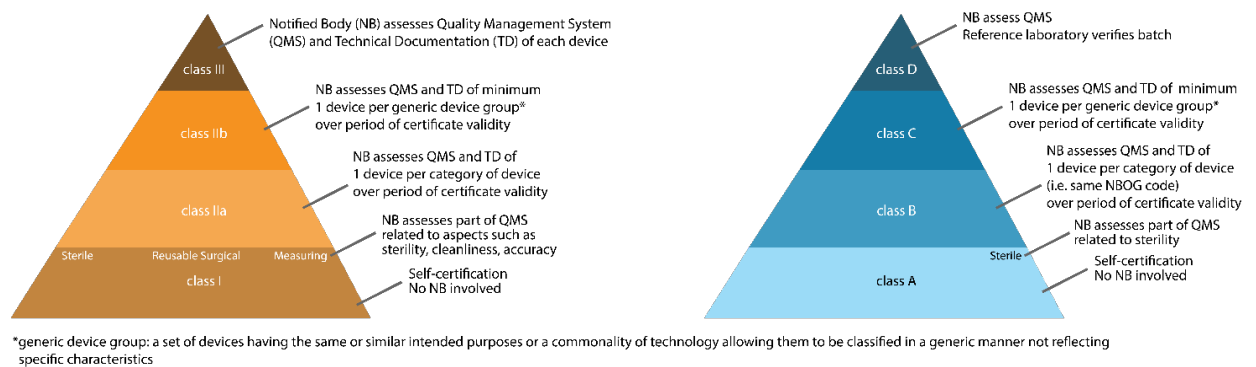 Notified Body (NB) assesses Quality Management System
(QMS) and Technical Documentation (TD) of each device
class III
NB assesses QMS and TD of minimum
1 device per generic device group*
over period of certificate validity
class IIb
NB assesses QMS and TD of
1 device per category of device
over period of certificate validity
class IIa
NB assesses part of QMS
related to aspects such as
sterility, cleanliness, accuracy
Sterile
Reusable Surgical
Measuring
Self-certification
No NB involved
class I
NB assess QMS
Reference laboratory verifies batch
class D
NB assesses QMS and TD of minimum
1 device per generic device group*
over period of certificate validity
class C
NB assesses QMS and TD of
1 device per category of device
(i.e. same NBOG code)
over period of certificate validity
class B
NB assesses part of QMS
related to sterility
Sterile
Self-certification
No NB involved
class A
*generic device group: a set of devices having the same or similar intended purposes or a commonality of technology allowing them to be classified in a generic manner not reflecting
specific characteristics